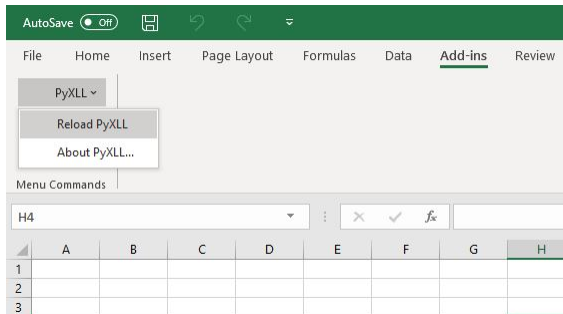 AutoSave Off
File Home Insert Page Layout Formulas Data Add-ins Review
PyXLL
Reload PyXLL
About PyXLL...
Menu Commands
H4 fx
A B C D E F G H
1
2
3